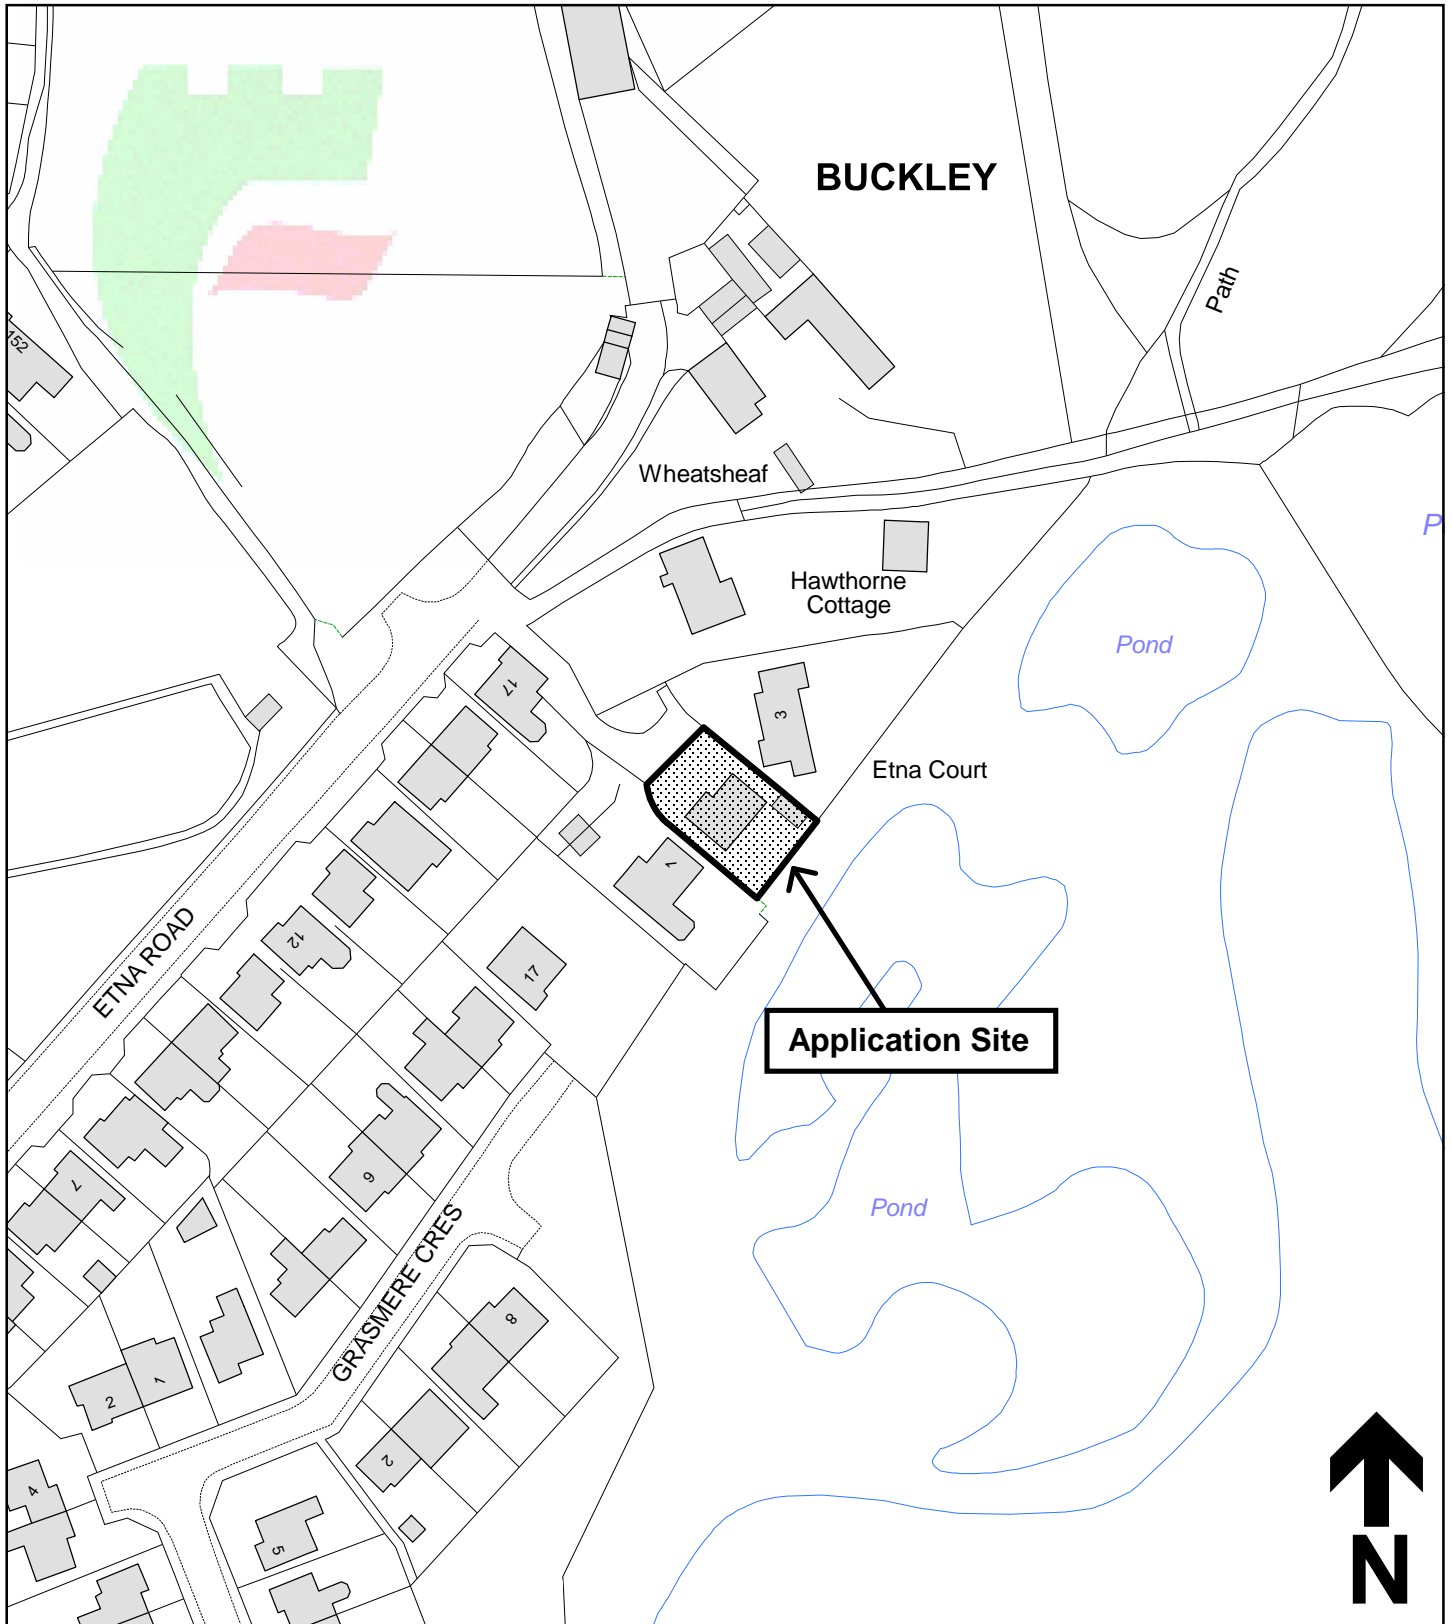 BUCKLEY
Path
152
Wheatsheaf
P
Hawthorne
Cottage
Pond
17
3
Etna Court
1
ETNA ROAD
12
17
Application Site
7
9
Pond
GRASMERE CRES
8
1
2
2
4
5
N